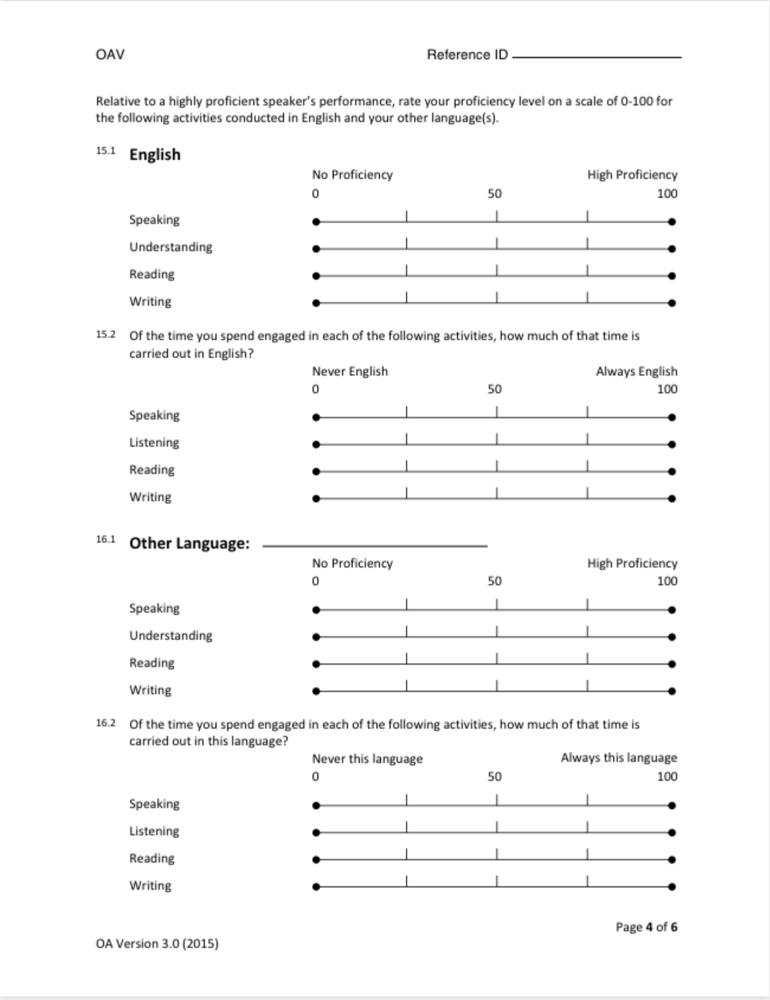 OAV Reference ID
Relative to a highly proficient speaker’s performance, rate your proficiency level on a scale of 0-100 for
the following activities conducted in English and your other language(s).
15.1 English
No Proficiency High Proficiency
0 50 100
Speaking
Understanding
Reading
Writing
15.2 Of the time you spend engaged in each of the following activities, how much of that time is
carried out in English?
Never English Always English
0 50 100
Speaking
Listening
Reading
Writing
16.1 Other Language:
No Proficiency High Proficiency
0 50 100
Speaking
Understanding
Reading
Writing
16.2 Of the time you spend engaged in each of the following activities, how much of that time is
carried out in this language?
Never this language Always this language
0 50 100
Speaking
Listening
Reading
Writing
Page 4 of 6
OA Version 3.0 (2015)